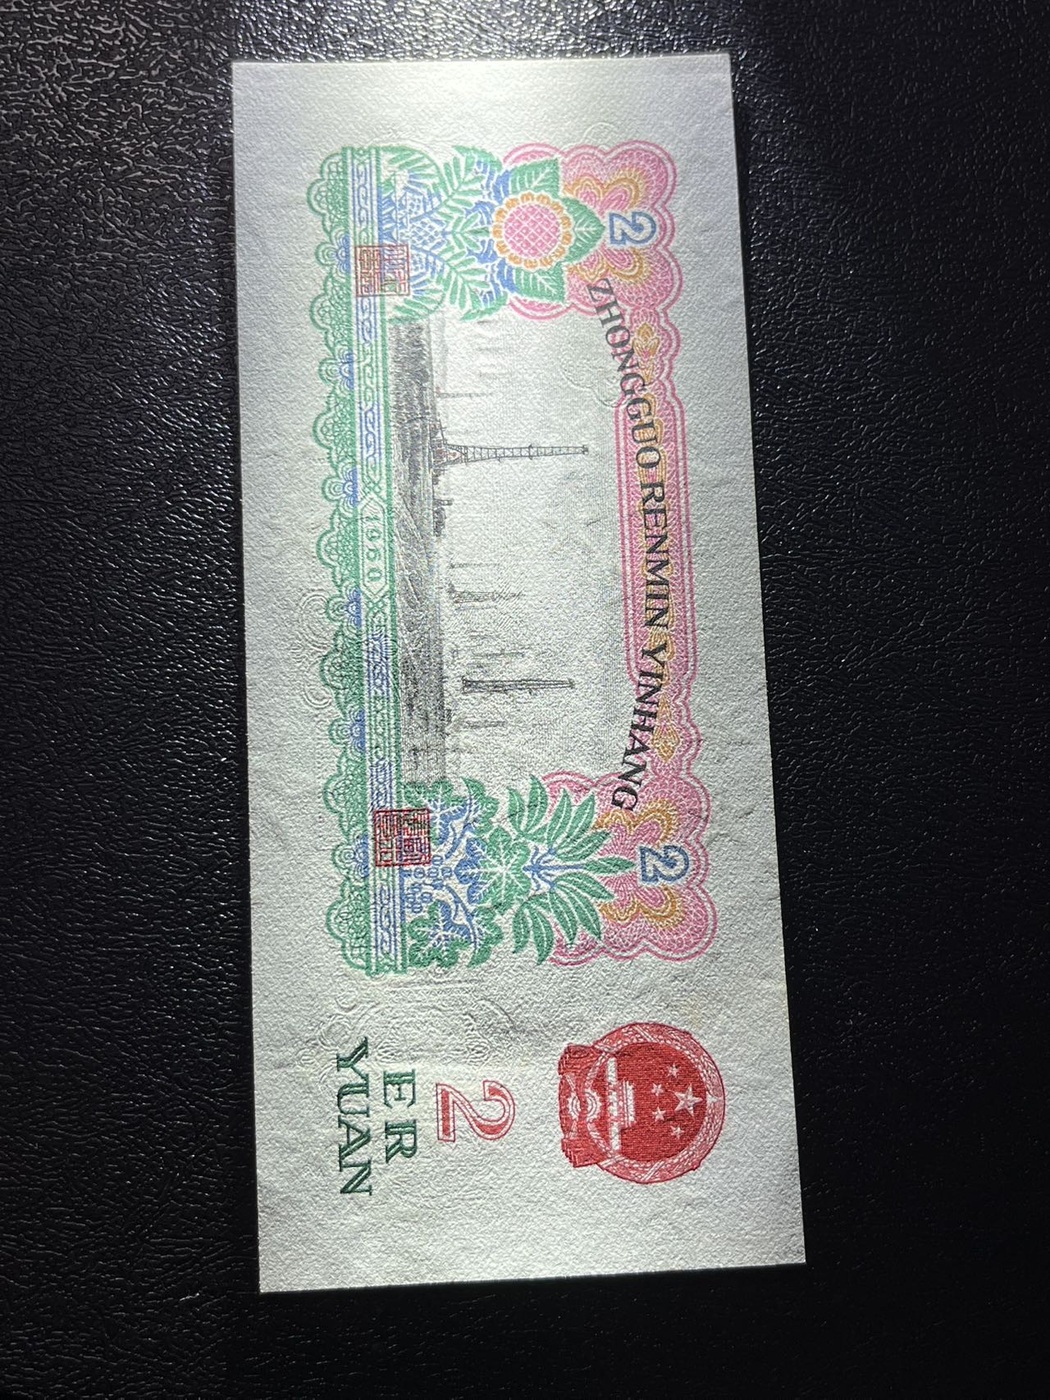 ZHONGGUO RENMIN YINHANG
2
2
1960
2
ER
YUAN